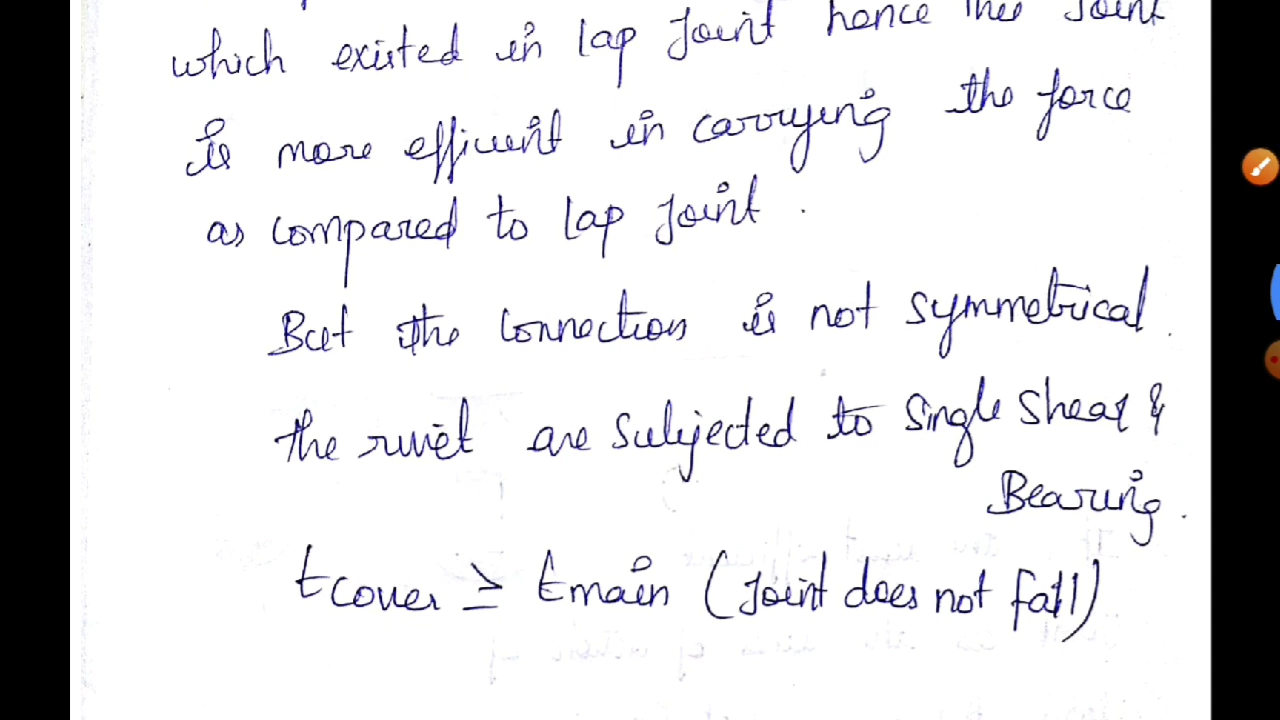 which existed in lap Joint hence this Joint
is more efficient in carrying the force
as compared to lap Joint.
But the connection is not symmetrical.
the rivet are subjected to single shear &
Bearing.
tcover ≥ tmain (Joint does not fail)